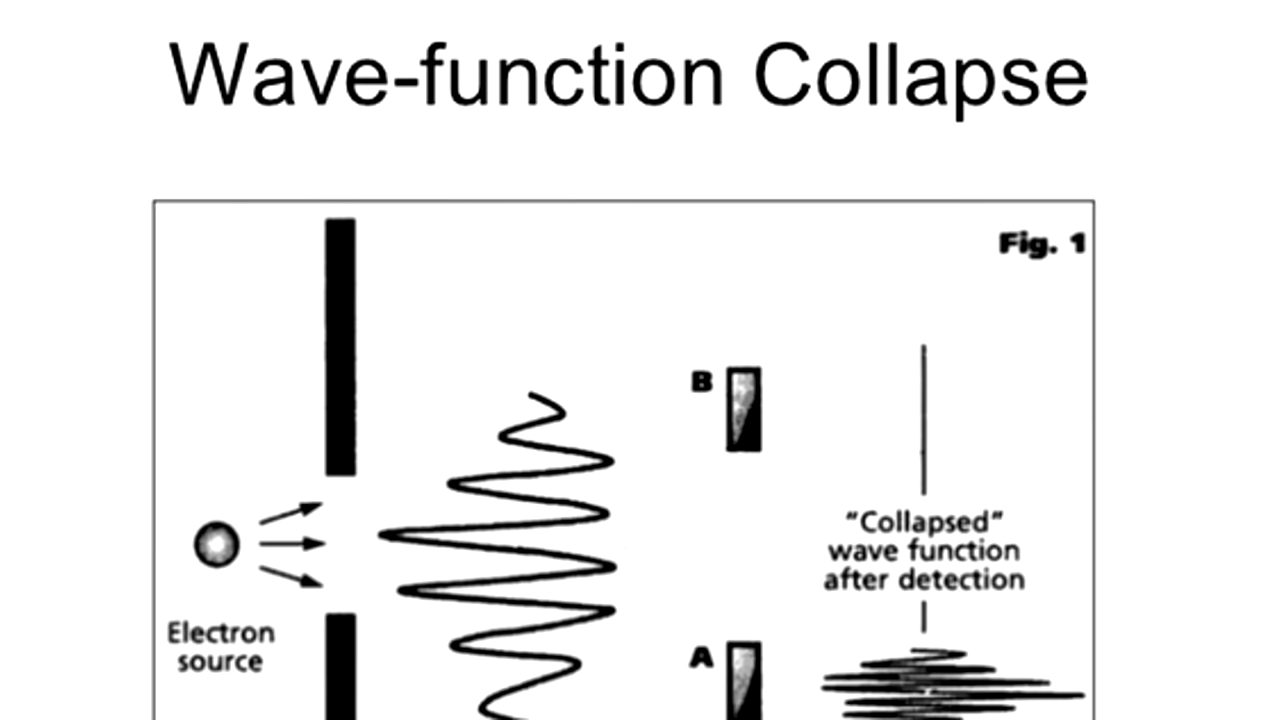 Wave-function Collapse
Fig. 1
B
"Collapsed"
wave function
after detection
Electron
source
A